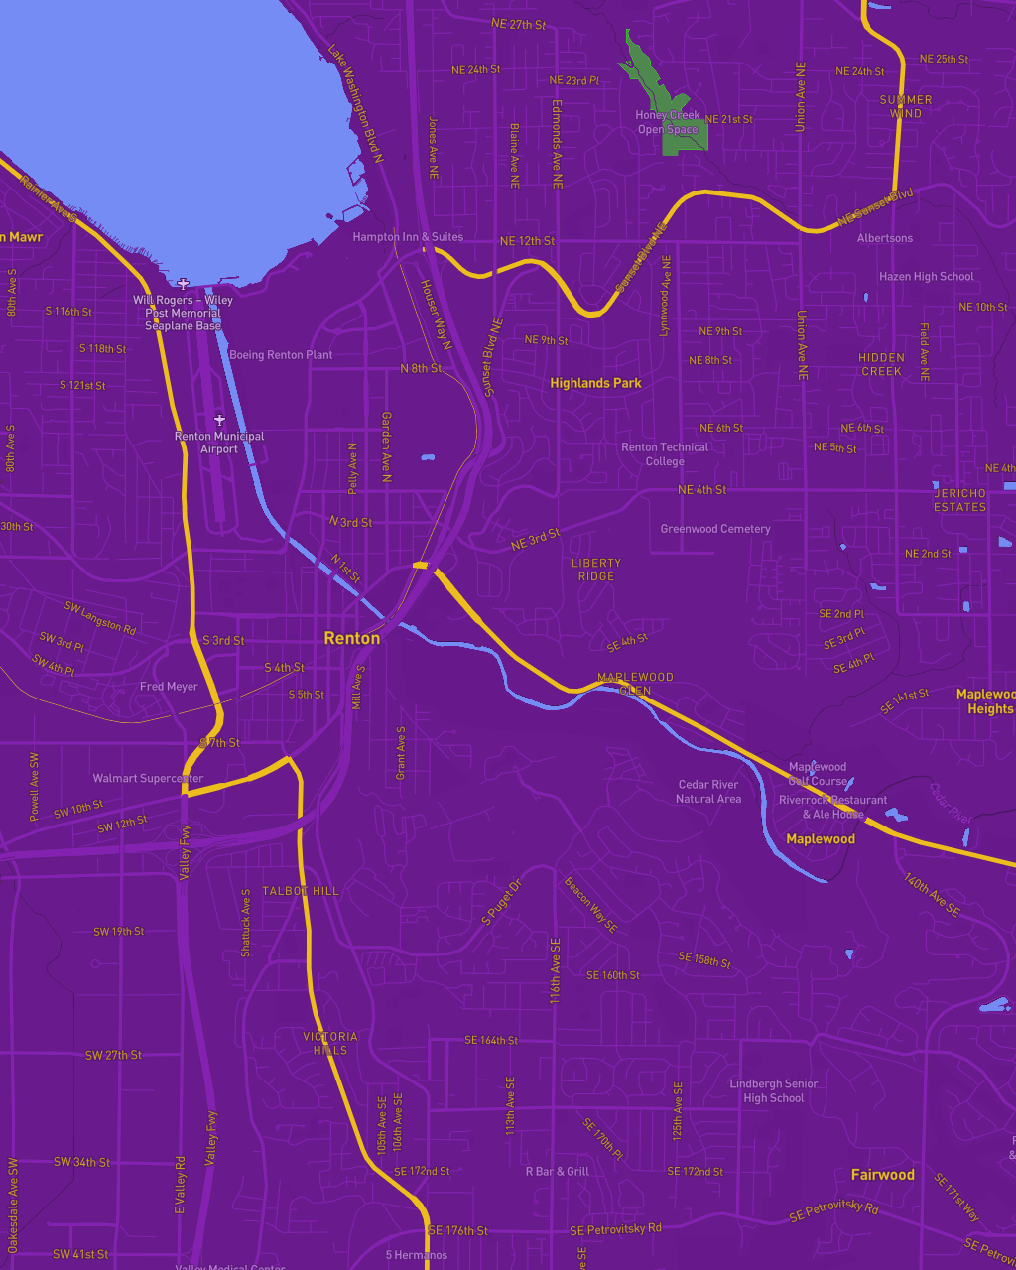 NE 27th St
Lake Washington Blvd N
NE 24th St
NE 23rd Pl
Union Ave NE
NE 24th St
NE 25th St
SUMMER
WIND
Jones Ave NE
Blaine Ave NE
Edmonds Ave NE
Honey Creek
Open Space
NE 21st St
Rainier Ave S
NE Sunset Blvd
n Mawr
Hampton Inn & Suites
NE 12th St
Sunset Blvd NE
Albertsons
80th Ave S
Will Rogers – Wiley
Post Memorial
Seaplane Base
S 116th St
Houser Way N
Lynnwood Ave NE
Hazen High School
NE 10th St
S 118th St
Boeing Renton Plant
Sunset Blvd NE
NE 9th St
NE 9th St
Union Ave NE
Field Ave NE
N 8th St
NE 8th St
HIDDEN
CREEK
S 121st St
Highlands Park
80th Ave S
Renton Municipal
Airport
Garden Ave N
Pelly Ave N
Renton Technical
College
NE 6th St
NE 6th St
NE 5th St
NE 4th
NE 4th St
JERICHO
ESTATES
30th St
N 3rd St
NE 3rd St
Greenwood Cemetery
N 1st St
LIBERTY
RIDGE
NE 2nd St
SW Langston Rd
SE 2nd Pl
SW 3rd Pl
S 3rd St
Renton
SE 4th St
SE 3rd Pl
SW 4th Pl
S 4th St
SE 4th Pl
Fred Meyer
S 5th St
Mill Ave S
MAPLEWOOD
GLEN
SE 141st St
Maplewoo
Heights
S 7th St
Grant Ave S
Powell Ave SW
Walmart Supercenter
Cedar River
Natural Area
Maplewood
Golf Course
Riverrock Restaurant
& Ale House
Cedar River
SW 10th St
SW 12th St
Valley Fwy
Maplewood
TALBOT HILL
S Puget Dr
Beacon Way SE
140th Ave SE
Shattuck Ave S
SW 19th St
116th Ave SE
SE 158th St
SE 160th St
VICTORIA
HILLS
SE 164th St
SW 27th St
Lindbergh Senior
High School
Valley Fwy
105th Ave SE
106th Ave SE
113th Ave SE
125th Ave SE
SE 170th Pl
SW 34th St
SE 172nd St
R Bar & Grill
SE 172nd St
Fairwood
Oakesdale Ave SW
E Valley Rd
SE 171st Way
SE 176th St
SE Petrovitsky Rd
SE Petrovitsky Rd
SE Petrovi
SW 41st St
5 Hermanos
Valley Medical Center